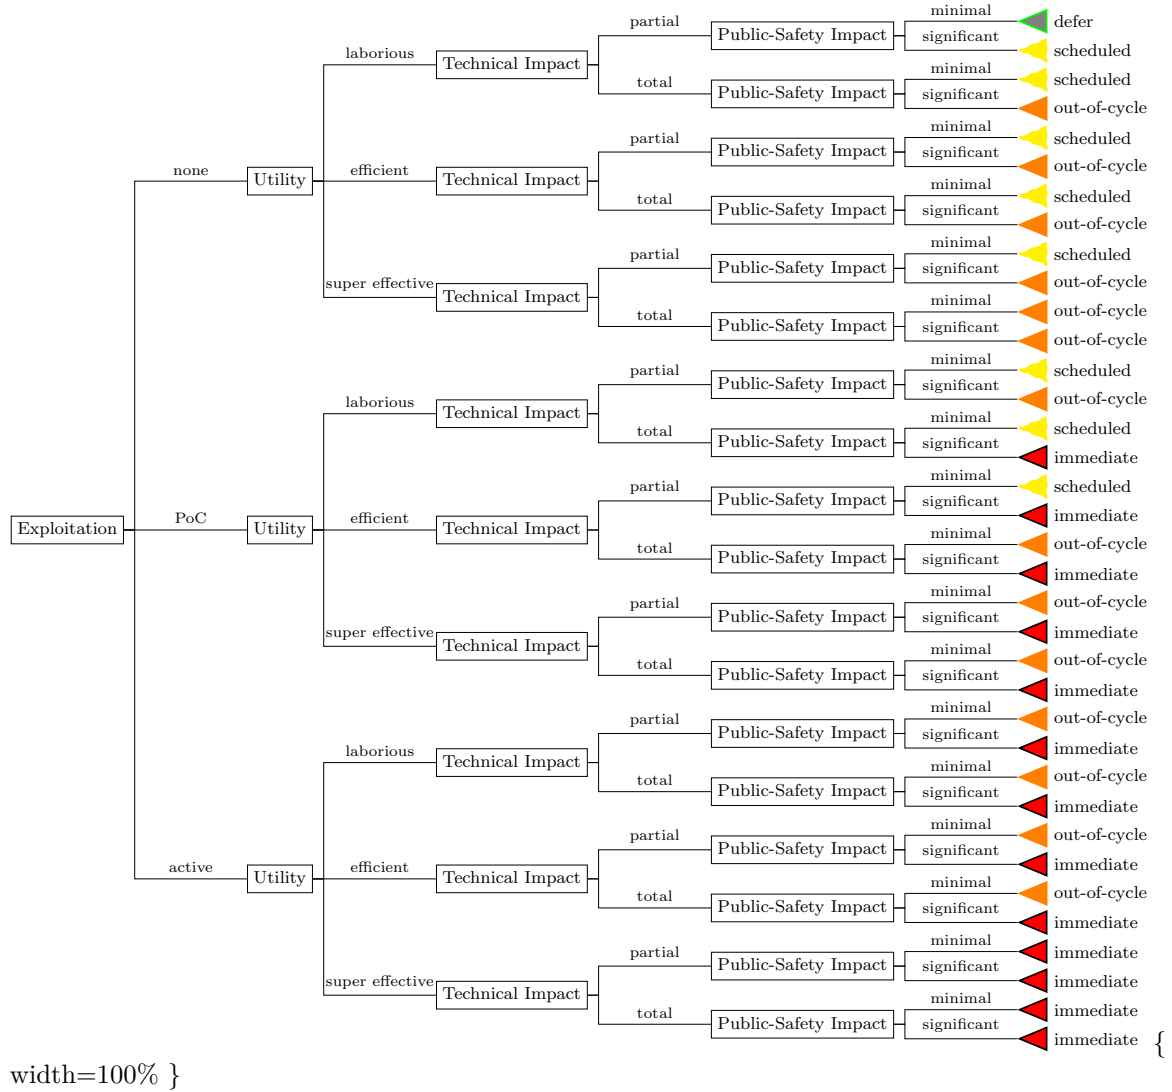 minimal
defer
partial
Public-Safety Impact
significant
scheduled
laborious
Technical Impact
minimal
scheduled
total
Public-Safety Impact
significant
out-of-cycle
minimal
scheduled
partial
Public-Safety Impact
significant
out-of-cycle
none
Utility
efficient
Technical Impact
minimal
scheduled
total
Public-Safety Impact
significant
out-of-cycle
minimal
scheduled
partial
Public-Safety Impact
significant
out-of-cycle
super effective
Technical Impact
minimal
out-of-cycle
total
Public-Safety Impact
significant
out-of-cycle
minimal
scheduled
partial
Public-Safety Impact
significant
out-of-cycle
laborious
Technical Impact
minimal
scheduled
total
Public-Safety Impact
significant
immediate
minimal
scheduled
partial
Public-Safety Impact
significant
immediate
Exploitation
PoC
Utility
efficient
Technical Impact
minimal
out-of-cycle
total
Public-Safety Impact
significant
immediate
minimal
out-of-cycle
partial
Public-Safety Impact
significant
immediate
super effective
Technical Impact
minimal
out-of-cycle
total
Public-Safety Impact
significant
immediate
minimal
out-of-cycle
partial
Public-Safety Impact
significant
immediate
laborious
Technical Impact
minimal
out-of-cycle
total
Public-Safety Impact
significant
immediate
minimal
out-of-cycle
partial
Public-Safety Impact
significant
immediate
active
Utility
efficient
Technical Impact
minimal
out-of-cycle
total
Public-Safety Impact
significant
immediate
minimal
immediate
partial
Public-Safety Impact
significant
immediate
super effective
Technical Impact
minimal
immediate
total
Public-Safety Impact
significant
immediate
{
width=100% }